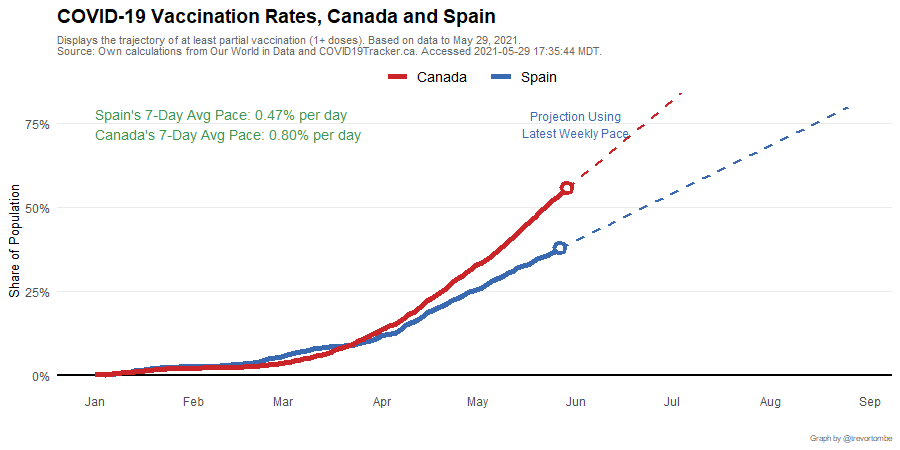 COVID-19 Vaccination Rates, Canada and Spain
Displays the trajectory of at least partial vaccination (1+ doses). Based on data to May 29, 2021.
Source: Own calculations from Our World in Data and COVID19Tracker.ca. Accessed 2021-05-29 17:35:44 MDT.
Canada Spain
Spain's 7-Day Avg Pace: 0.47% per day
Canada's 7-Day Avg Pace: 0.80% per day
Projection Using
Latest Weekly Pace
Share of Population
75%
50%
25%
0%
Jan Feb Mar Apr May Jun Jul Aug Sep
Graph by @trevortombe